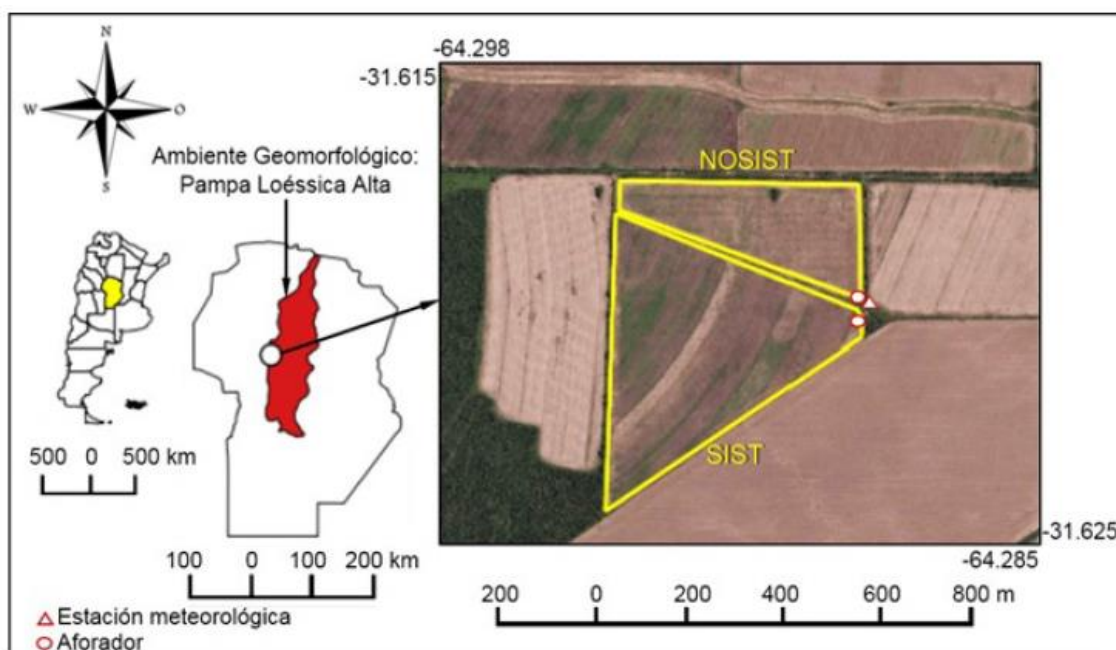 N
W
O
S
-64.298
-31.615
Ambiente Geomorfológico:
Pampa Loéssica Alta
NOSIST
SIST
500 0 500 km
-31.625
-64.285
100 0 100 200 km
200 0 200 400 600 800 m
Estación meteorológica
Aforador